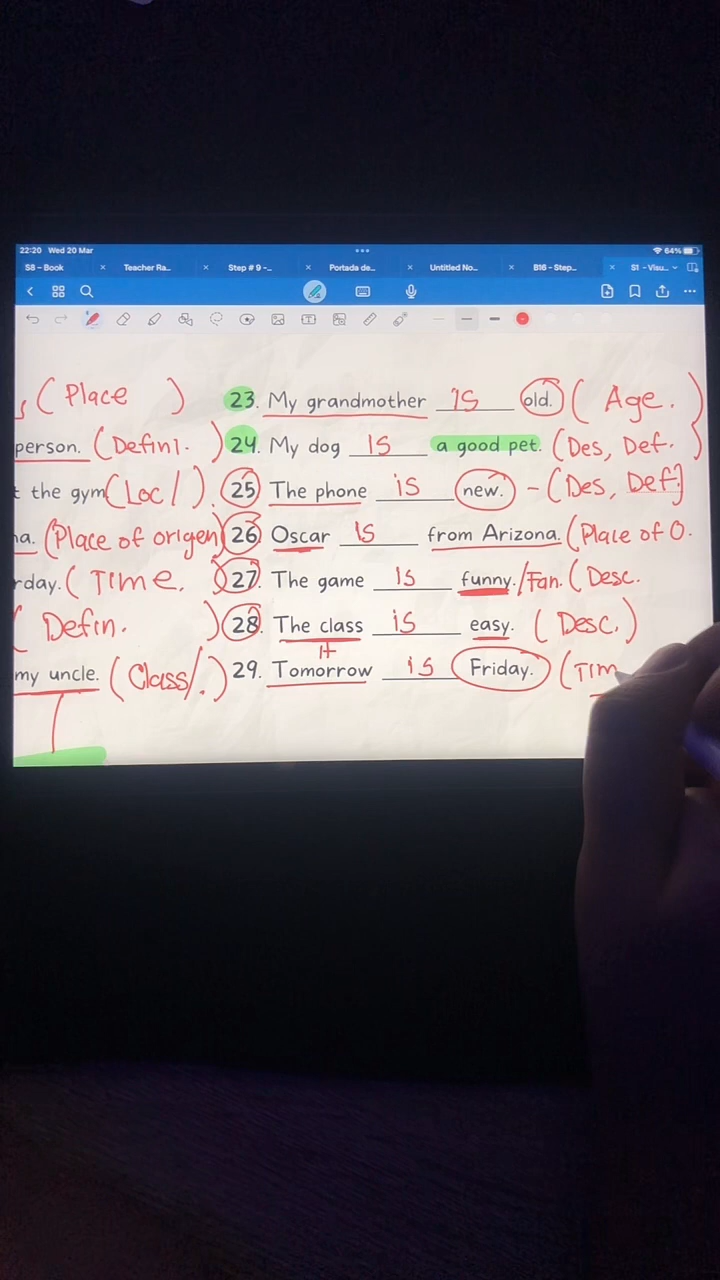 22:20 Wed 20 Mar
64%
S8 - Book
Teacher Ra...
Step # 9 -...
Portada de...
Untitled No...
B16 - Step...
S1 - Visu...
( Place )
person. (Defini. )
t the gym (Loc/ )
na. (Place of origen)
rday. ( Time. )
( Defin. )
my uncle. (Class/.)
23. My grandmother is old. ( Age. )
24. My dog is a good pet. (Des, Def.
25 The phone is new. - (Des, Def.]
26 Oscar is from Arizona. (Place of O.
27. The game is funny./Fan. (Desc.
28. The class is easy. ( Desc.)
It
29. Tomorrow is Friday. (Tim